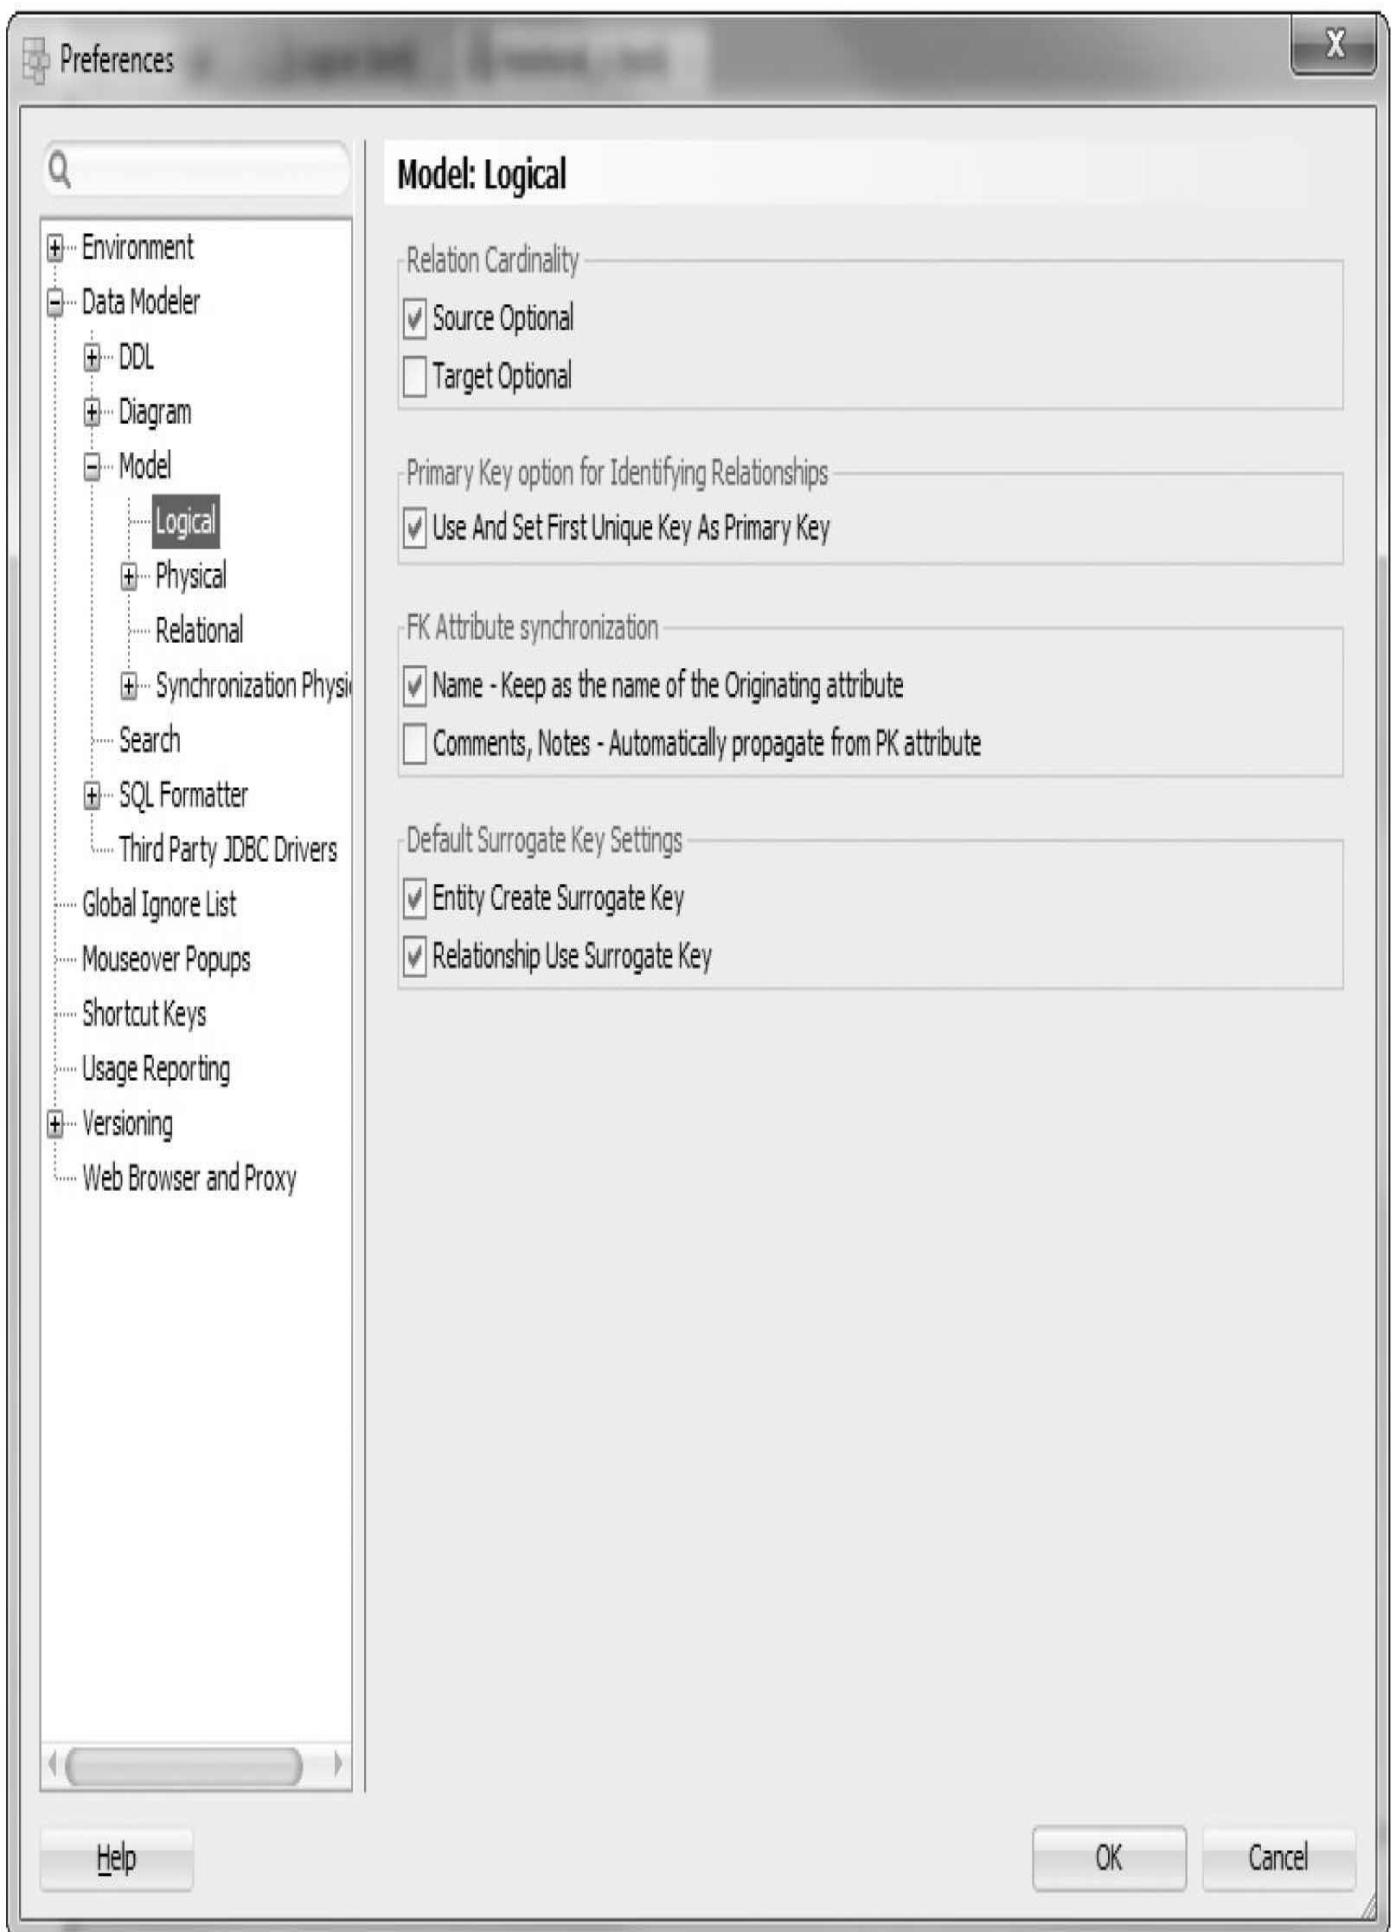 Preferences
X
Model: Logical
Environment
Data Modeler
DDL
Diagram
Model
Logical
Physical
Relational
Synchronization Physi
Search
SQL Formatter
Third Party JDBC Drivers
Global Ignore List
Mouseover Popups
Shortcut Keys
Usage Reporting
Versioning
Web Browser and Proxy
Relation Cardinality
Source Optional
Target Optional
Primary Key option for Identifying Relationships
Use And Set First Unique Key As Primary Key
FK Attribute synchronization
Name - Keep as the name of the Originating attribute
Comments, Notes - Automatically propagate from PK attribute
Default Surrogate Key Settings
Entity Create Surrogate Key
Relationship Use Surrogate Key
Help
OK
Cancel